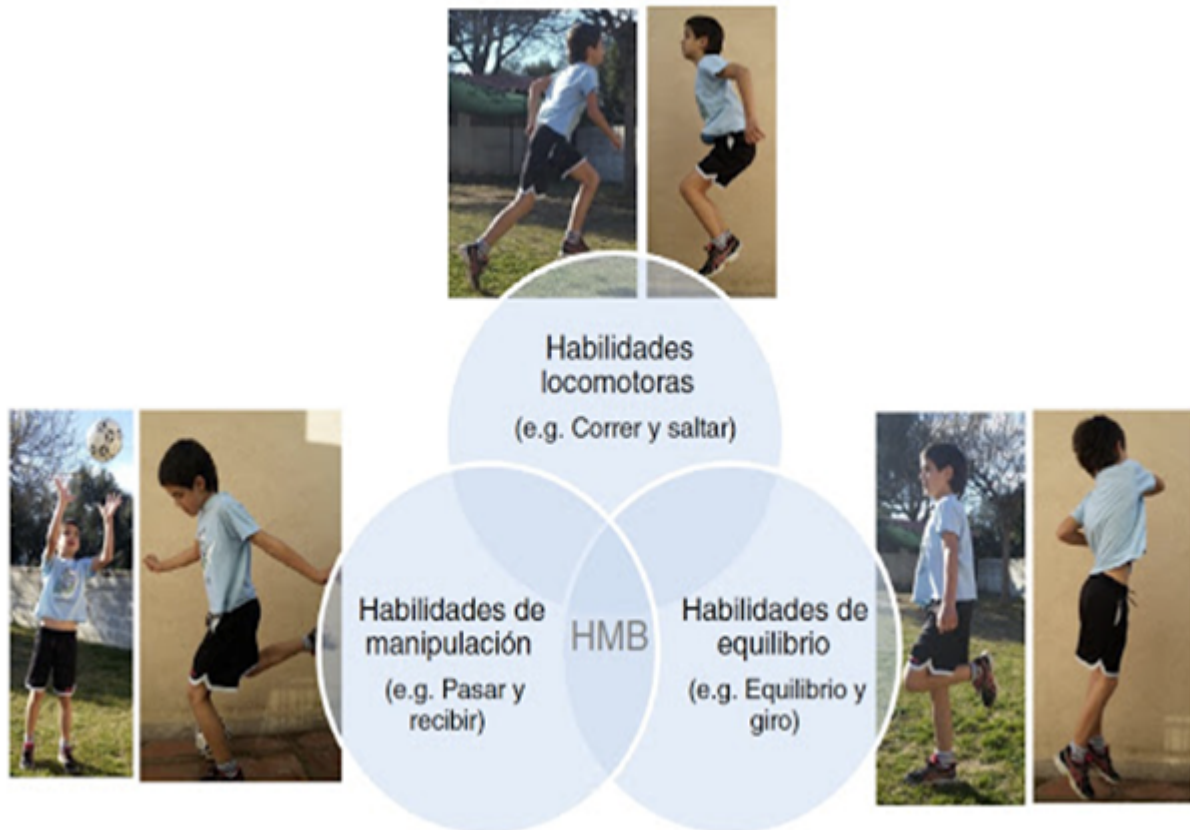 Habilidades
locomotoras
(e.g. Correr y saltar)
Habilidades de
manipulación
(e.g. Pasar y
recibir)
HMB
Habilidades de
equilibrio
(e.g. Equilibrio y
giro)